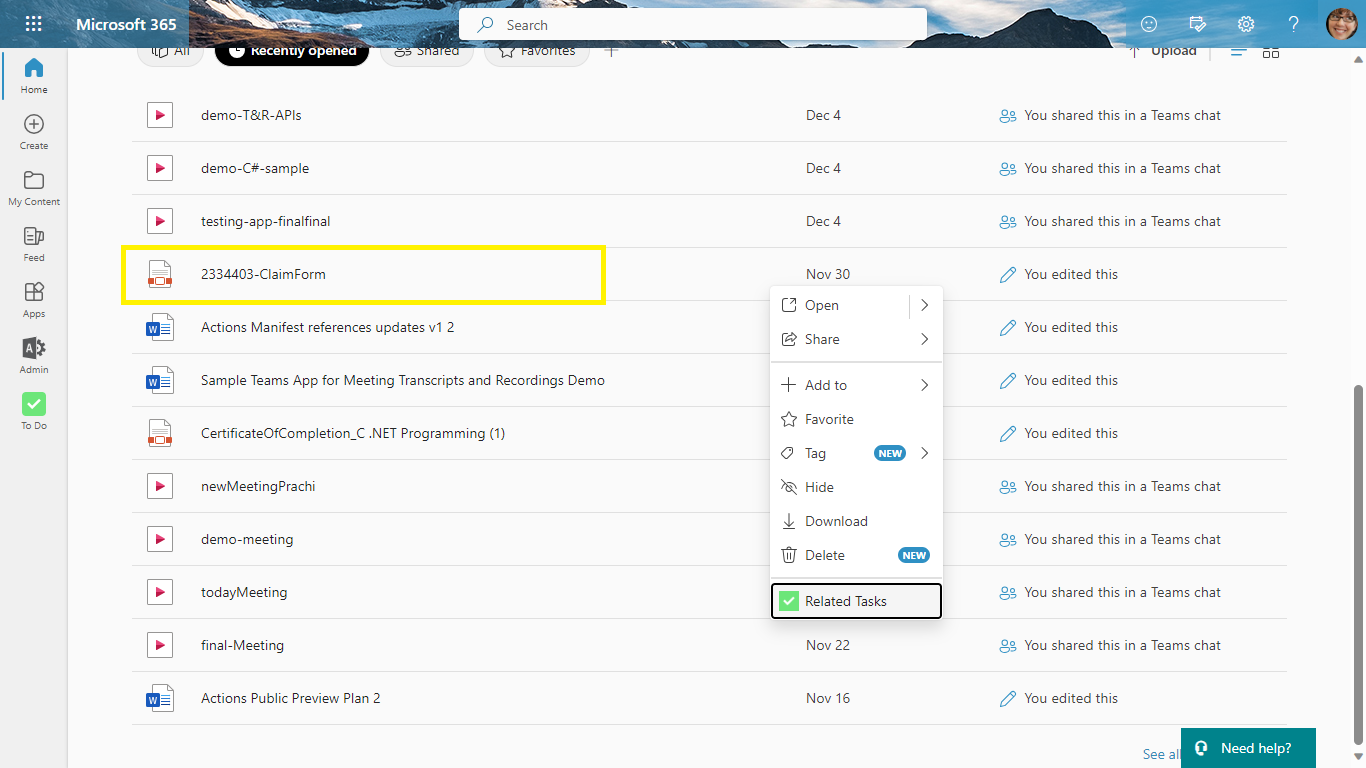 Microsoft 365
Search
All
Recently opened
Shared
Favorites
Upload
Home
Create
My Content
Feed
Apps
Admin
To Do
demo-T&R-APIs Dec 4 You shared this in a Teams chat
demo-C#-sample Dec 4 You shared this in a Teams chat
testing-app-finalfinal Dec 4 You shared this in a Teams chat
2334403-ClaimForm Nov 30 You edited this
Actions Manifest references updates v1 2 You edited this
Sample Teams App for Meeting Transcripts and Recordings Demo You edited this
CertificateOfCompletion_C .NET Programming (1) You edited this
newMeetingPrachi You shared this in a Teams chat
demo-meeting You shared this in a Teams chat
todayMeeting You shared this in a Teams chat
final-Meeting Nov 22 You shared this in a Teams chat
Actions Public Preview Plan 2 Nov 16 You edited this
Open
Share
Add to
Favorite
Tag NEW
Hide
Download
Delete NEW
Related Tasks
See all
Need help?